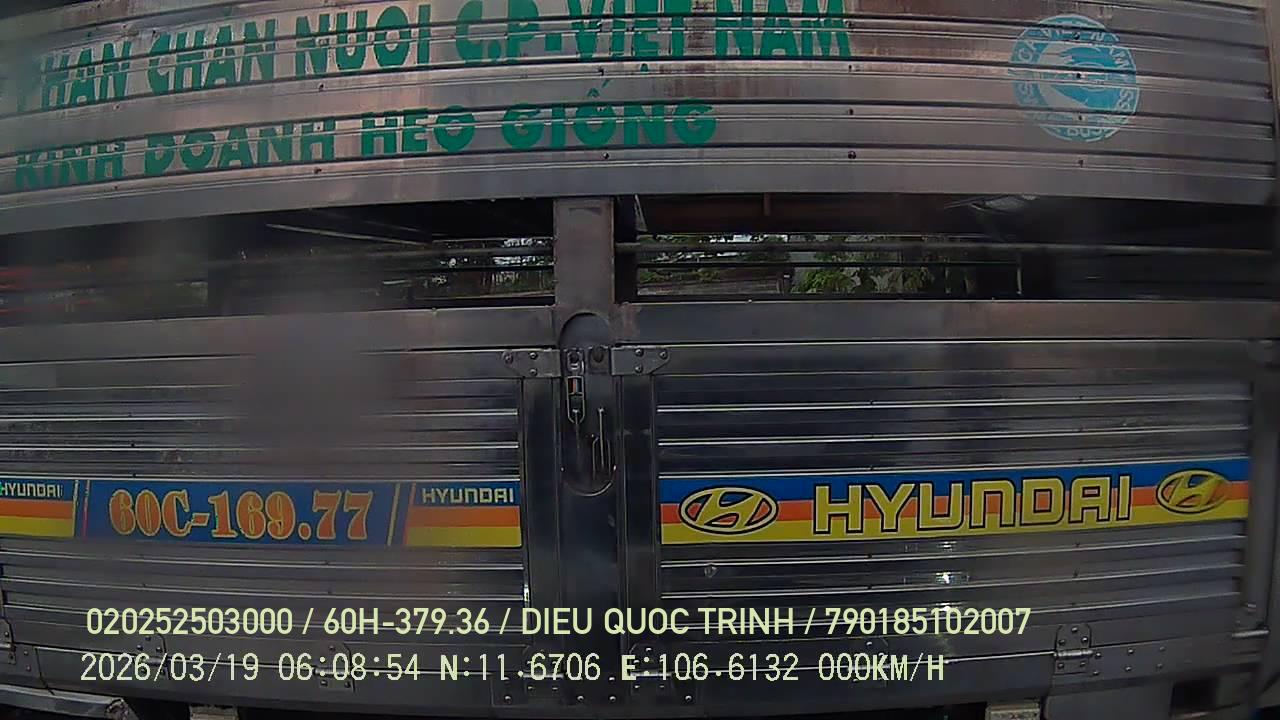 PHẦN CHĂN NUÔI C.P-VIỆT NAM
KINH DOANH HEO GIỐNG
HYUNDAI
60C-169.77
HYUNDAI
HYUNDAI
020252503000 / 60H-379.36 / DIEU QUOC TRINH / 790185102007
2026/03/19 06:08:54 N:11.6706 E:106.6132 000KM/H